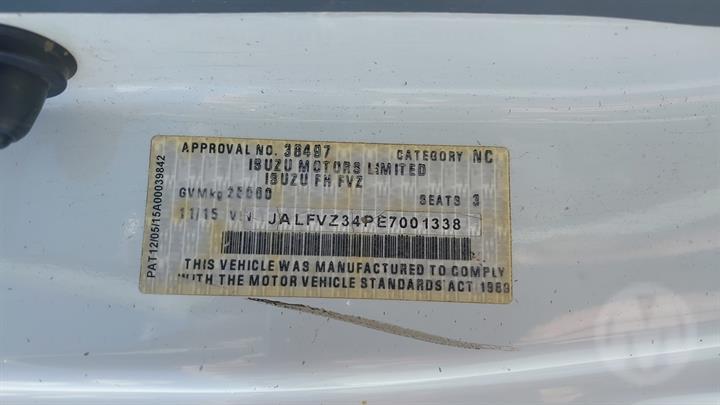 APPROVAL NO. 38497 CATEGORY NC
ISUZU MOTORS LIMITED
ISUZU FH FVZ
GVMkg SEATS 3
11/15 VIN JALFVZ34PE7001338
THIS VEHICLE WAS MANUFACTURED TO COMPLY
WITH THE MOTOR VEHICLE STANDARDS ACT 1989
PAT12/05/15A00039842